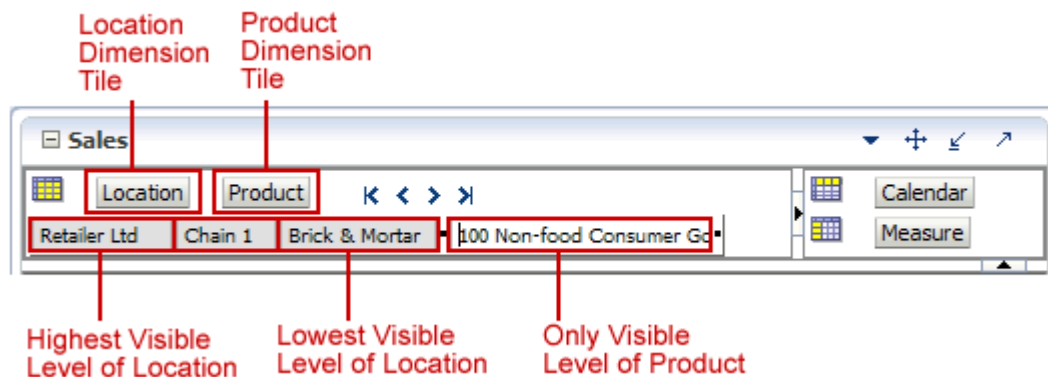 Location Dimension Tile
Product Dimension Tile
Sales
Location Product
Calendar
Retailer Ltd Chain 1 Brick & Mortar 100 Non-food Consumer Go
Measure
Highest Visible Level of Location
Lowest Visible Level of Location
Only Visible Level of Product